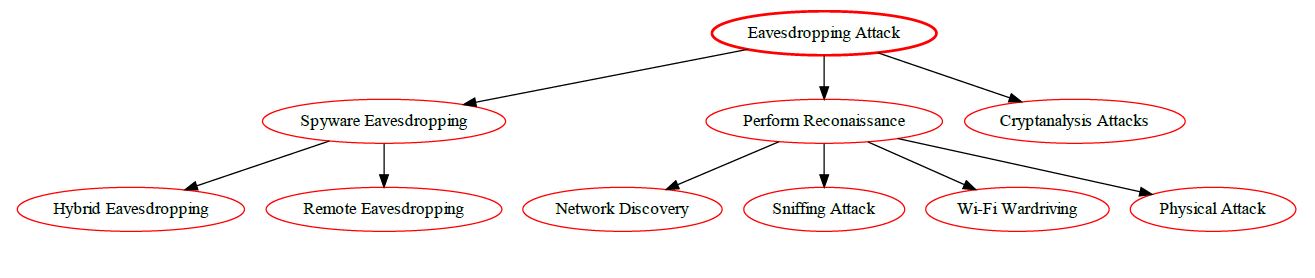 Eavesdropping Attack
Spyware Eavesdropping
Perform Reconaissance
Cryptanalysis Attacks
Hybrid Eavesdropping
Remote Eavesdropping
Network Discovery
Sniffing Attack
Wi-Fi Wardriving
Physical Attack